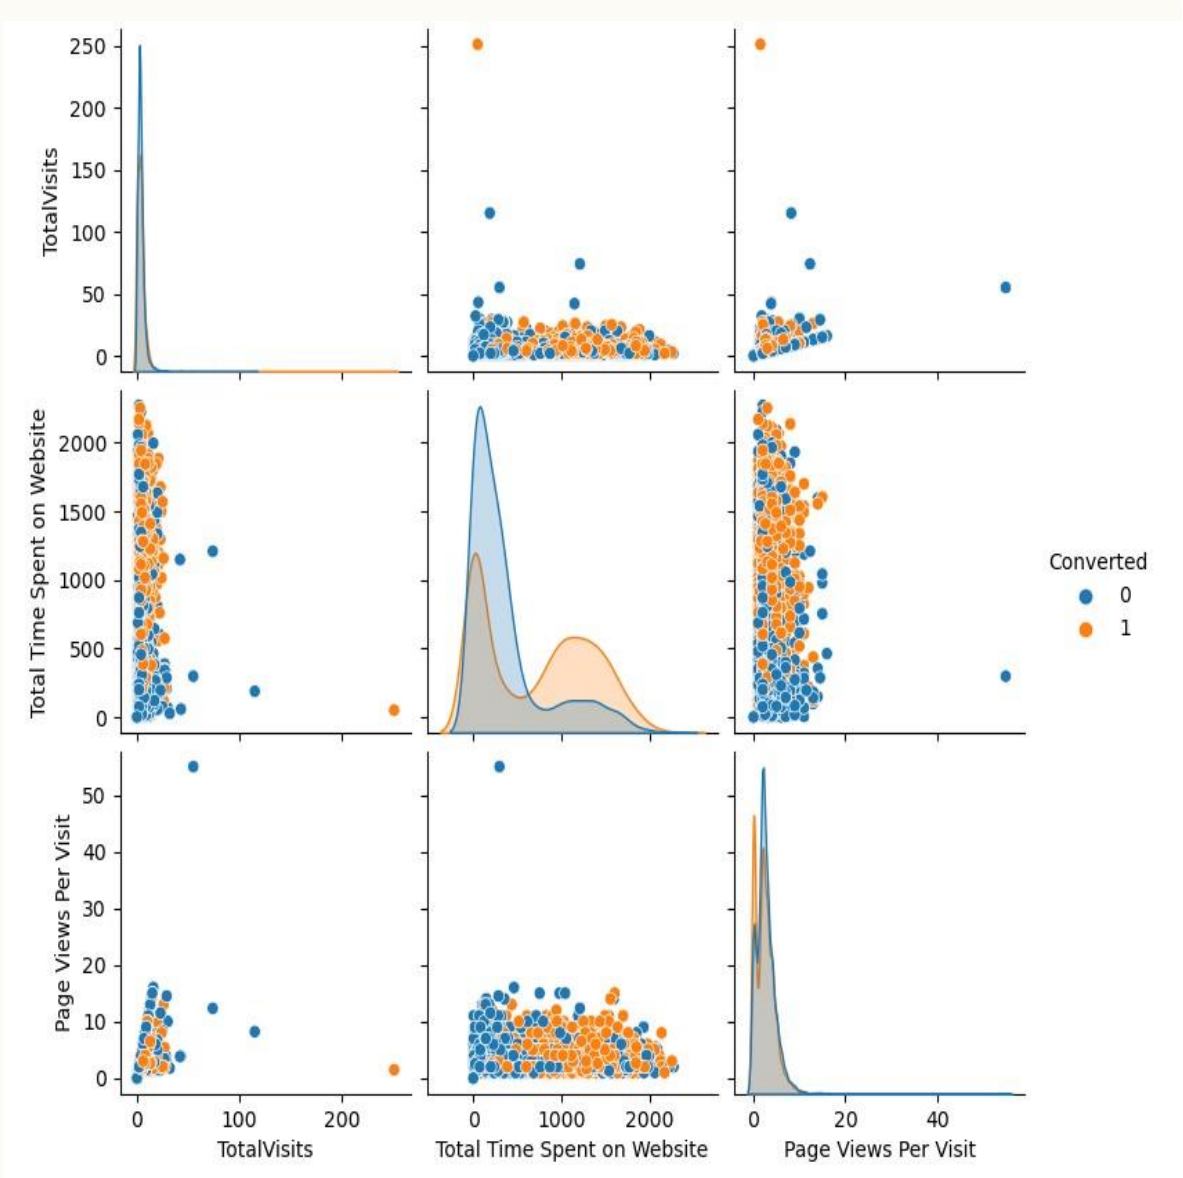 250
200
150
100
50
0
TotalVisits
2000
1500
1000
500
0
Total Time Spent on Website
Converted
0
1
50
40
30
20
10
0
Page Views Per Visit
0 100 200
0 1000 2000
0 20 40
TotalVisits
Total Time Spent on Website
Page Views Per Visit